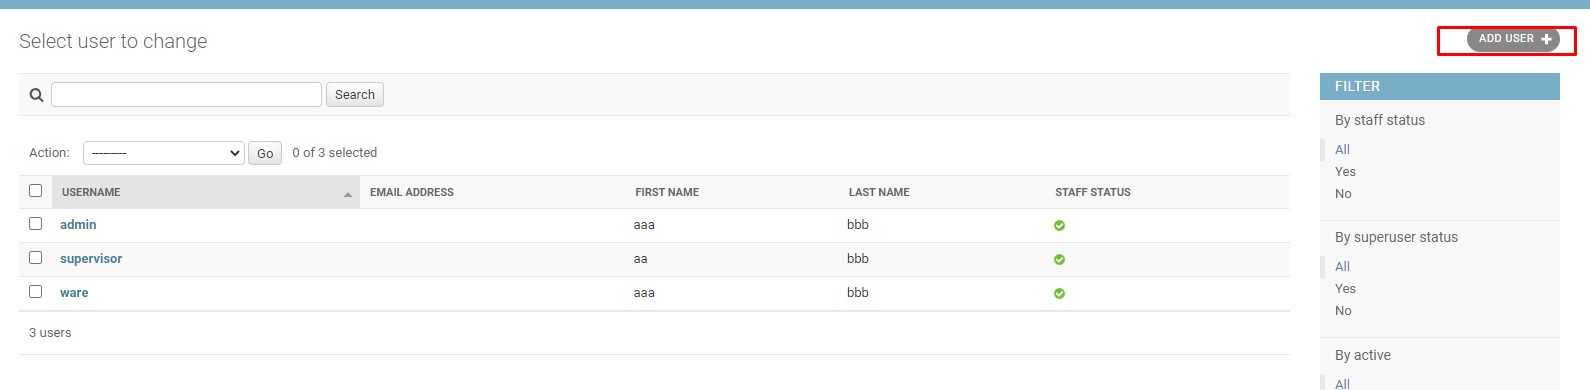 Select user to change
ADD USER
Search
Action: --------- Go 0 of 3 selected
USERNAME EMAIL ADDRESS FIRST NAME LAST NAME STAFF STATUS
admin aaa bbb
supervisor aa bbb
ware aaa bbb
3 users
FILTER
By staff status
All
Yes
No
By superuser status
All
Yes
No
By active
All